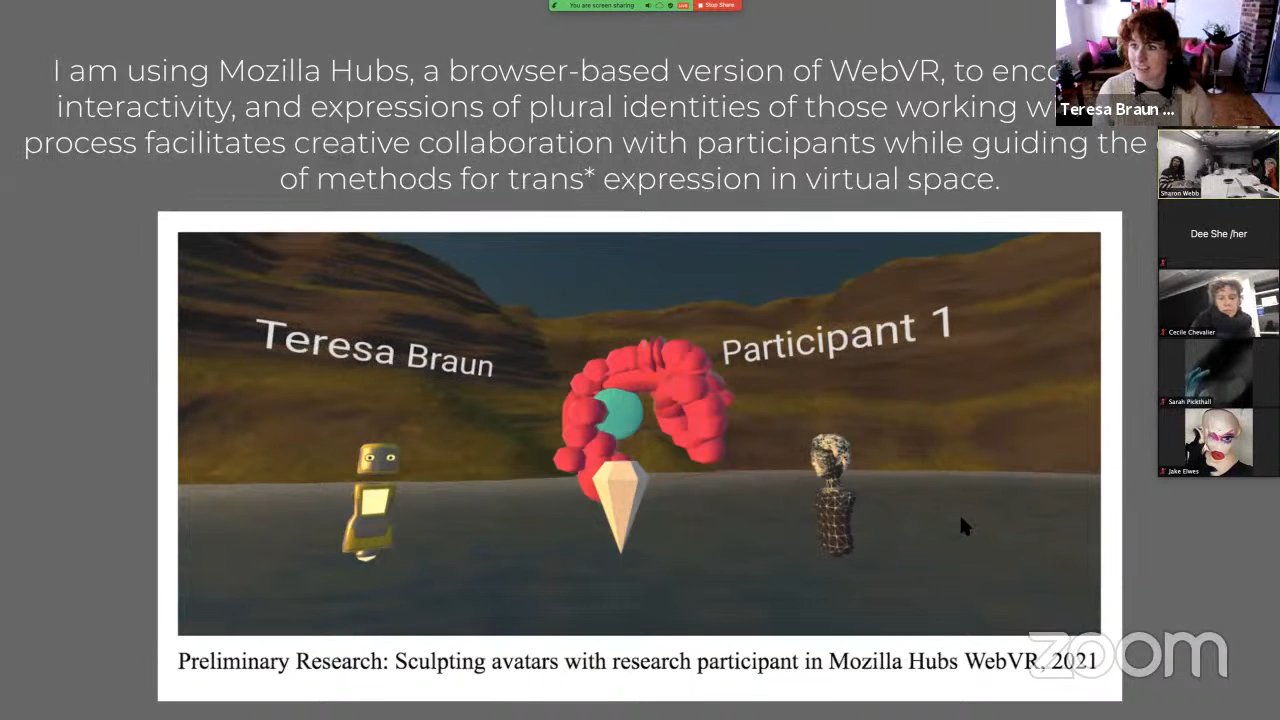 You are screen sharing
LIVE
Stop Share
I am using Mozilla Hubs, a browser-based version of WebVR, to
interactivity, and expressions of plural identities of those working
process facilitates creative collaboration with participants while guiding the
of methods for trans* expression in virtual space.
Teresa Braun ...
Sharon Webb
Dee She /her
Cecile Chevalier
Sarah Pickthall
Jake Elwes
Teresa Braun
Participant 1
Preliminary Research: Sculpting avatars with research participant in Mozilla Hubs WebVR, 2021
zoom